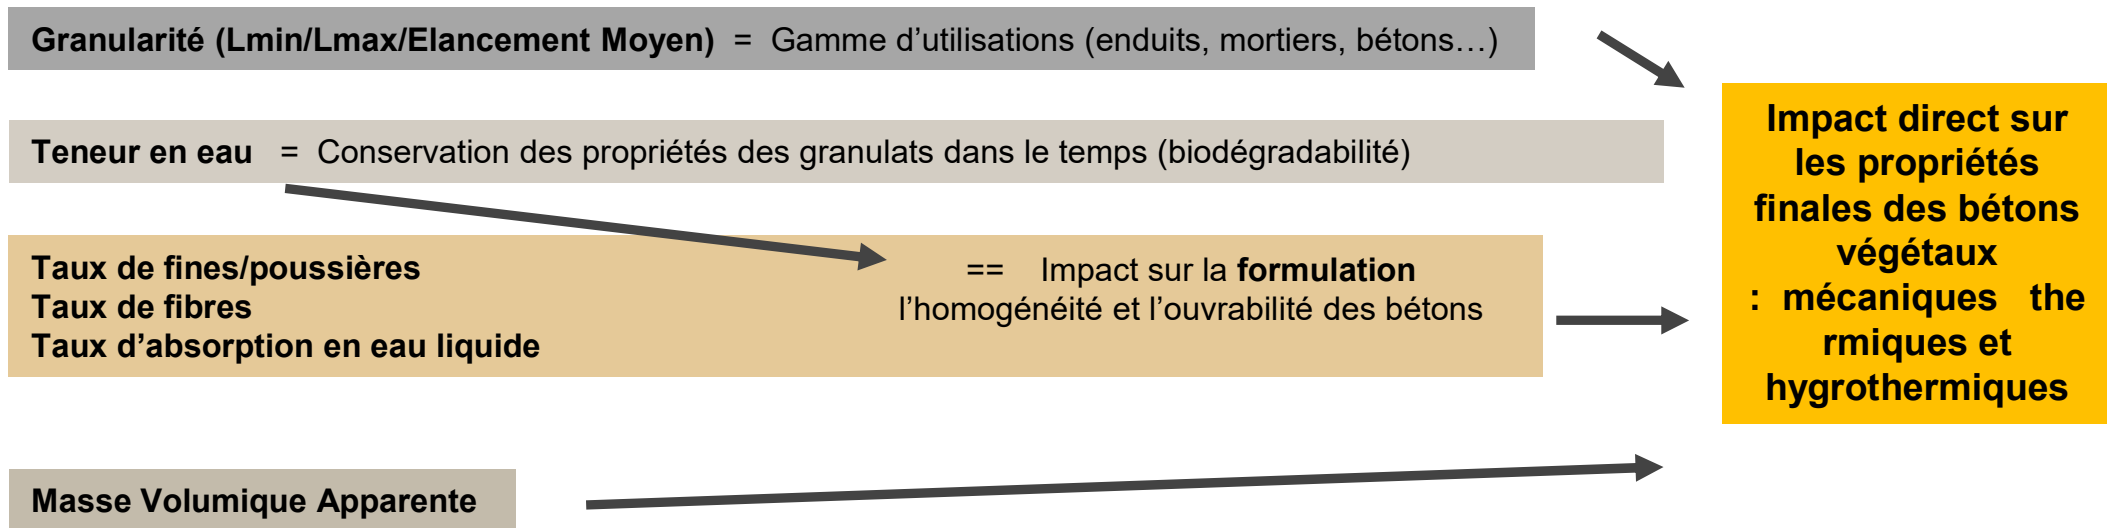 Granularité (Lmin/Lmax/Elancement Moyen) = Gamme d’utilisations (enduits, mortiers, bétons…)
Teneur en eau = Conservation des propriétés des granulats dans le temps (biodégradabilité)
Taux de fines/poussières
Taux de fibres
Taux d’absorption en eau liquide
== Impact sur la formulation
l’homogénéité et l’ouvrabilité des bétons
Masse Volumique Apparente
Impact direct sur
les propriétés
finales des bétons
végétaux
: mécaniques the
rmiques et
hygrothermiques